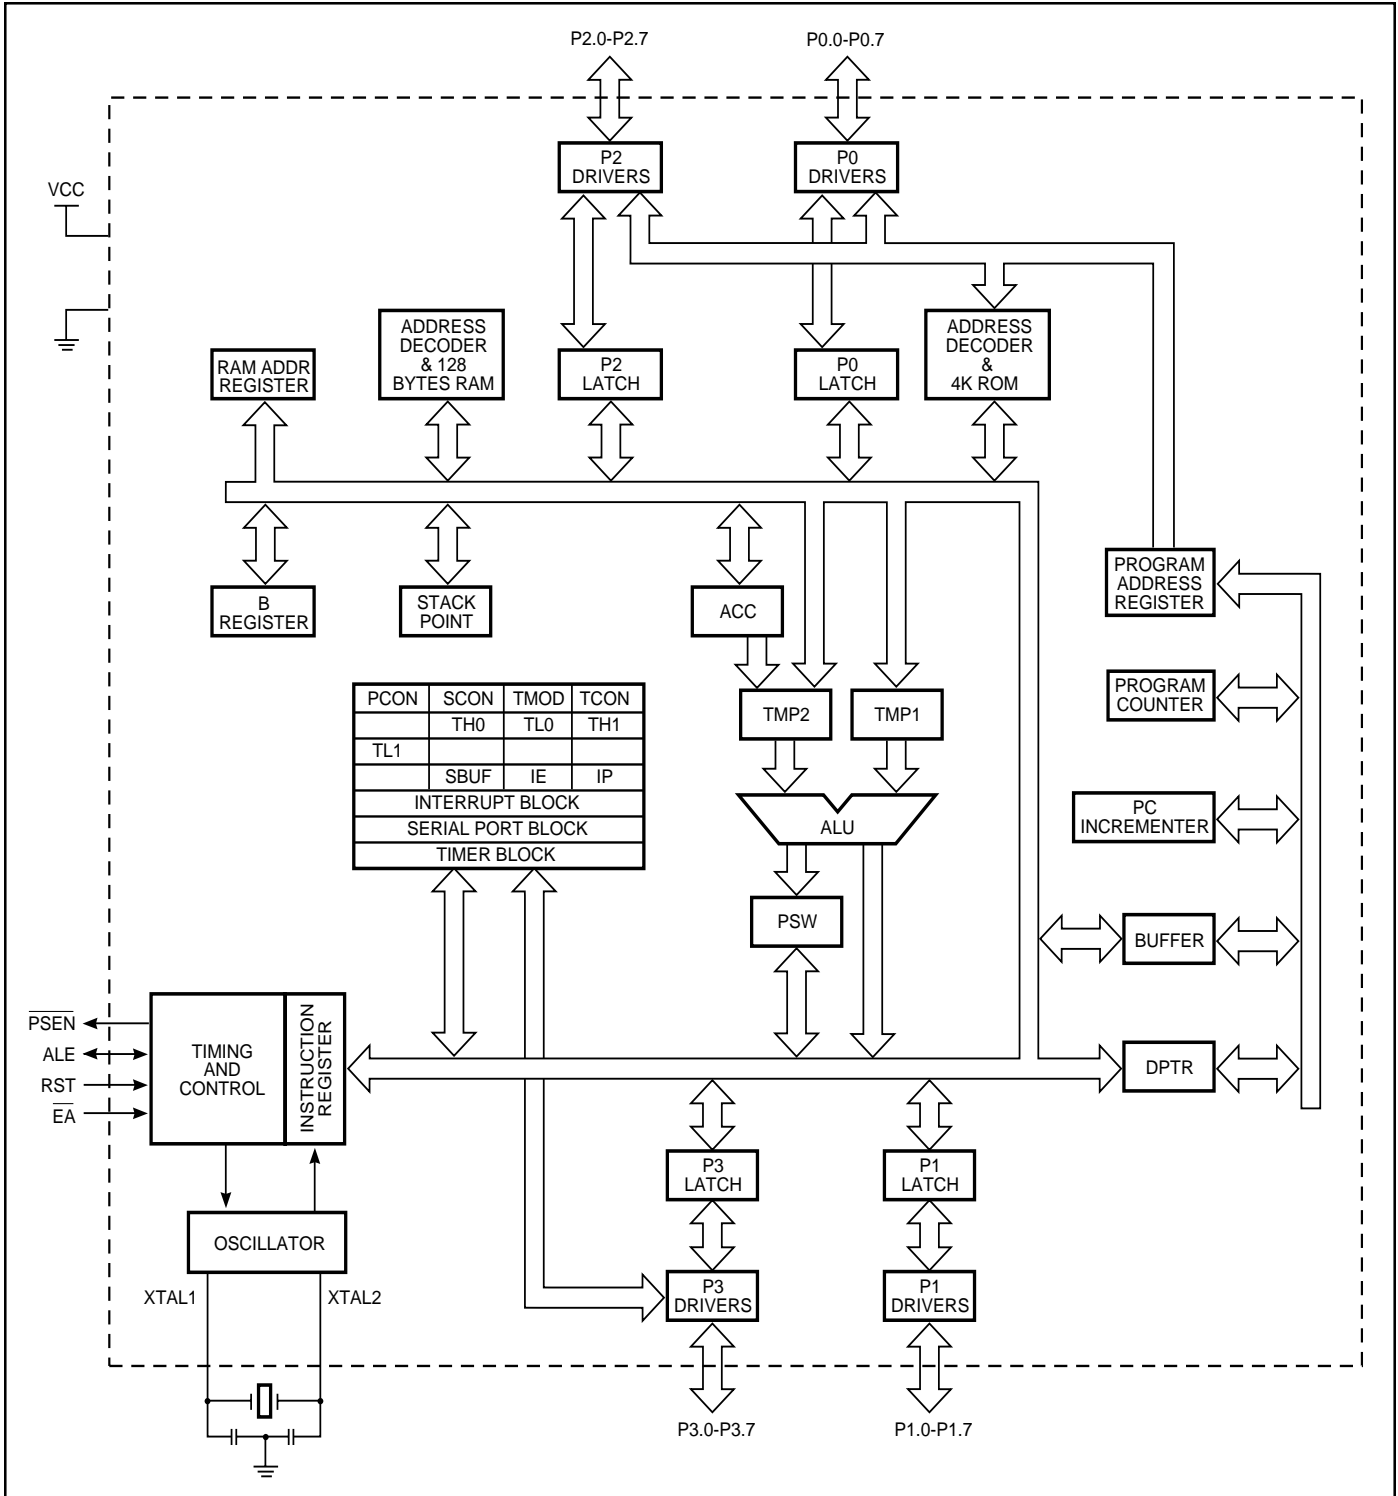 P2.0-P2.7
P0.0-P0.7
P2
DRIVERS
P0
DRIVERS
VCC
RAM ADDR
REGISTER
ADDRESS
DECODER
& 128
BYTES RAM
P2
LATCH
P0
LATCH
ADDRESS
DECODER
&
4K ROM
B
REGISTER
STACK
POINT
ACC
PROGRAM
ADDRESS
REGISTER
PCON SCON TMOD TCON
TH0 TL0 TH1
TL1
SBUF IE IP
INTERRUPT BLOCK
SERIAL PORT BLOCK
TIMER BLOCK
TMP2
TMP1
PROGRAM
COUNTER
ALU
PC
INCREMENTER
PSW
BUFFER
PSEN
ALE
RST
EA
TIMING
AND
CONTROL
INSTRUCTION
REGISTER
DPTR
P3
LATCH
P1
LATCH
OSCILLATOR
XTAL1
XTAL2
P3
DRIVERS
P1
DRIVERS
P3.0-P3.7
P1.0-P1.7